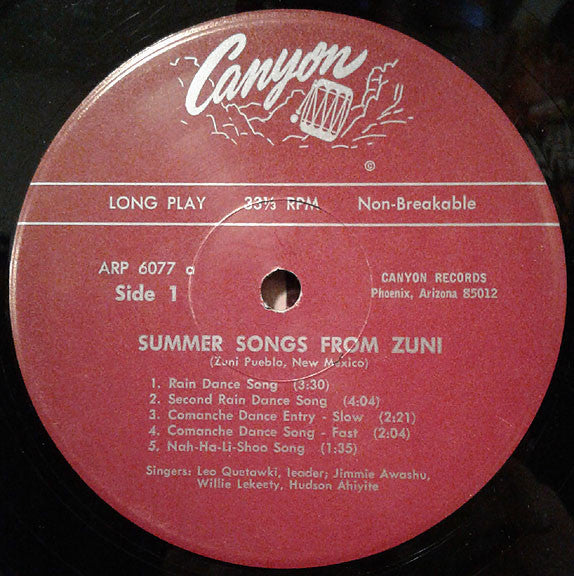 Canyon
©
LONG PLAY 33⅓ RPM Non-Breakable
ARP 6077 a
Side 1
CANYON RECORDS
Phoenix, Arizona 85012
SUMMER SONGS FROM ZUNI
(Zuni Pueblo, New Mexico)
1. Rain Dance Song (3:30)
2. Second Rain Dance Song (4:04)
3. Comanche Dance Entry - Slow (2:21)
4. Comanche Dance Song - Fast (2:04)
5. Nah-Ha-Li-Shoo Song (1:35)
Singers: Leo Quetawki, leader; Jimmie Awashu,
Willie Lekeety, Hudson Ahiyite